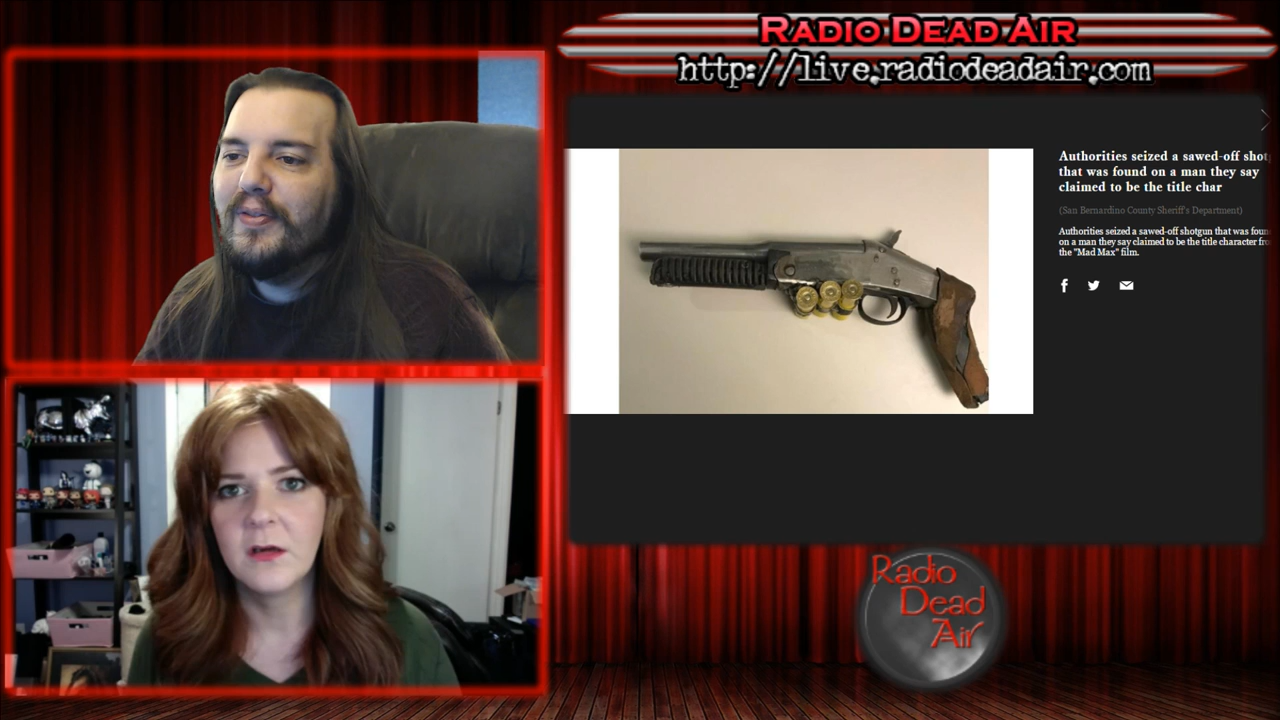 Radio Dead Air
http://live.radiodeadair.com
Authorities seized a sawed-off shot
that was found on a man they say
claimed to be the title char
(San Bernardino County Sheriff's Department)
Authorities seized a sawed-off shotgun that was foun
on a man they say claimed to be the title character fro
the "Mad Max" film.
Radio
Dead
Air